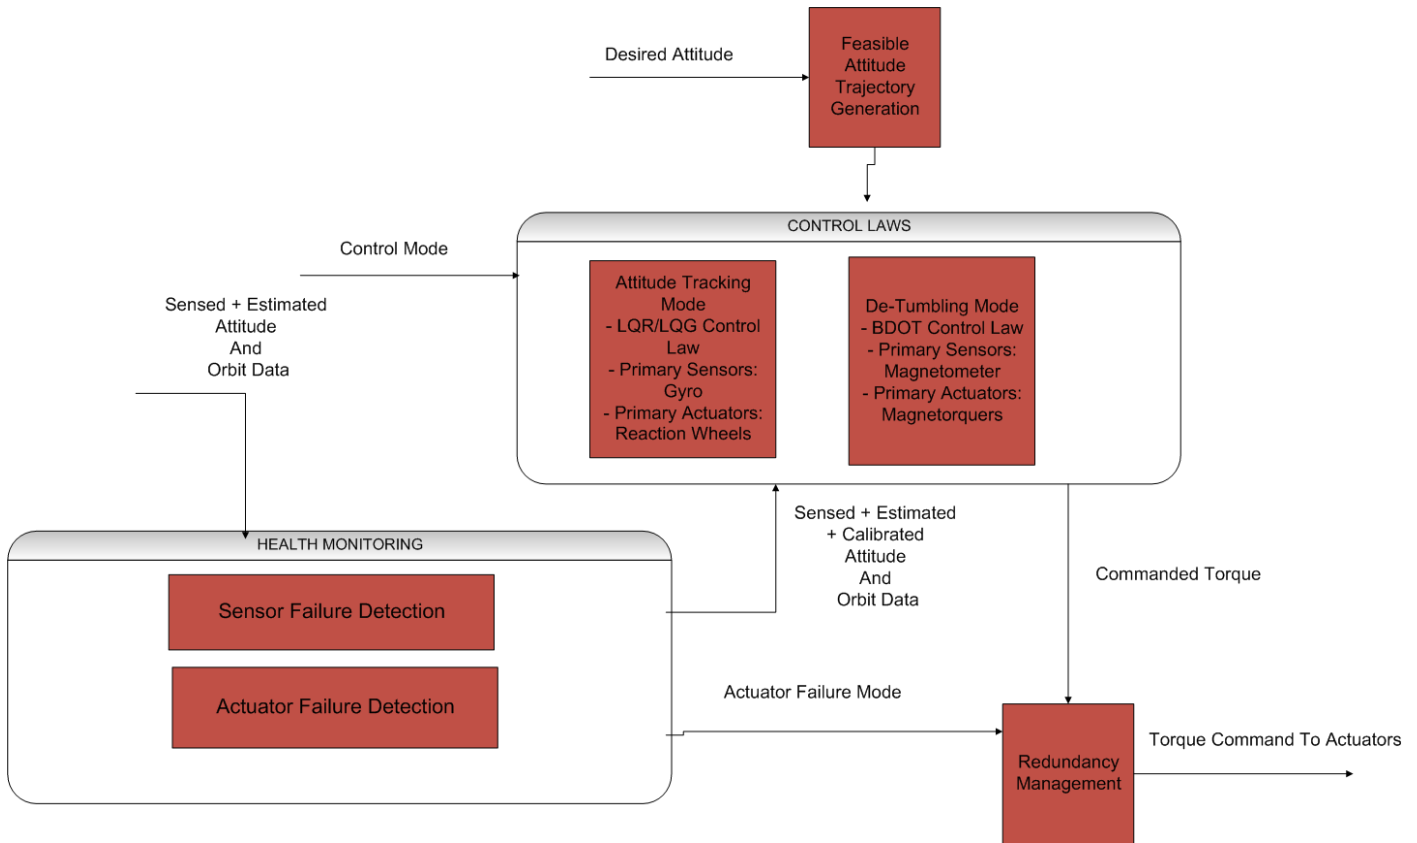 Desired Attitude
Feasible
Attitude
Trajectory
Generation
CONTROL LAWS
Control Mode
Attitude Tracking
Mode
- LQR/LQG Control
Law
- Primary Sensors:
Gyro
- Primary Actuators:
Reaction Wheels
De-Tumbling Mode
- BDOT Control Law
- Primary Sensors:
Magnetometer
- Primary Actuators:
Magnetorquers
Sensed + Estimated
Attitude
And
Orbit Data
HEALTH MONITORING
Sensor Failure Detection
Actuator Failure Detection
Sensed + Estimated
+ Calibrated
Attitude
And
Orbit Data
Commanded Torque
Actuator Failure Mode
Redundancy
Management
Torque Command To Actuators